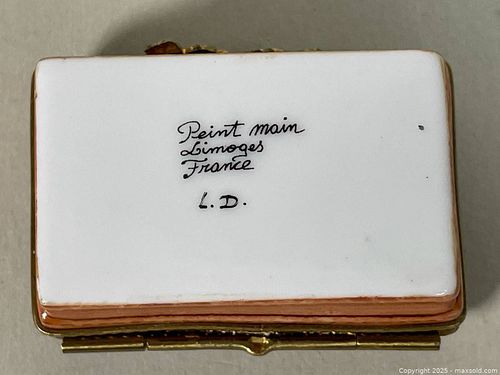 Peint main
Limoges
France
L. D.
Copyright 2025 - maxsold.com